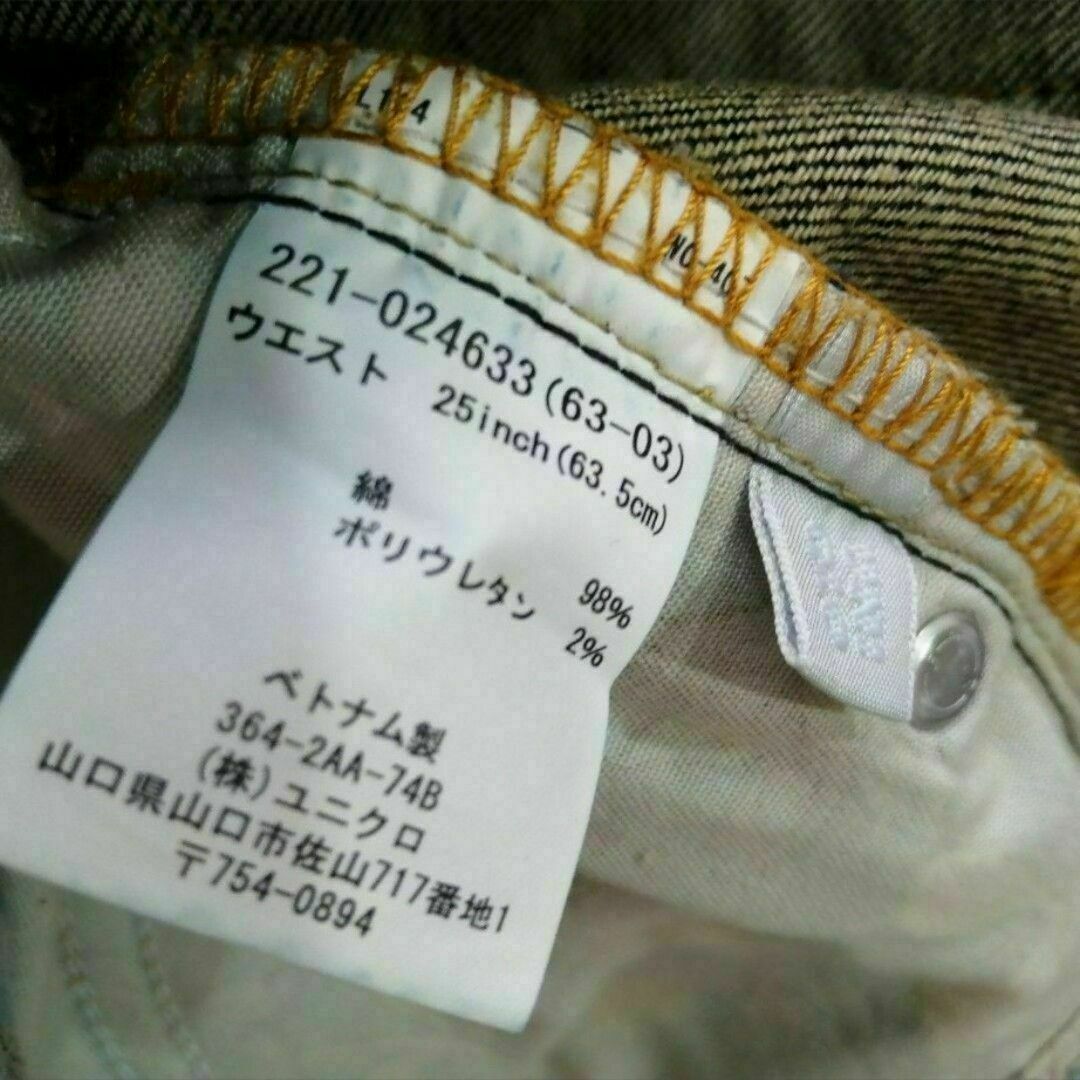 221-024633(63-03)
ウエスト 25inch(63.5cm)
綿 98%
ポリウレタン 2%
ベトナム製
364-2AA-74B
(株)ユニクロ
山口県山口市佐山717番地1
〒754-0894